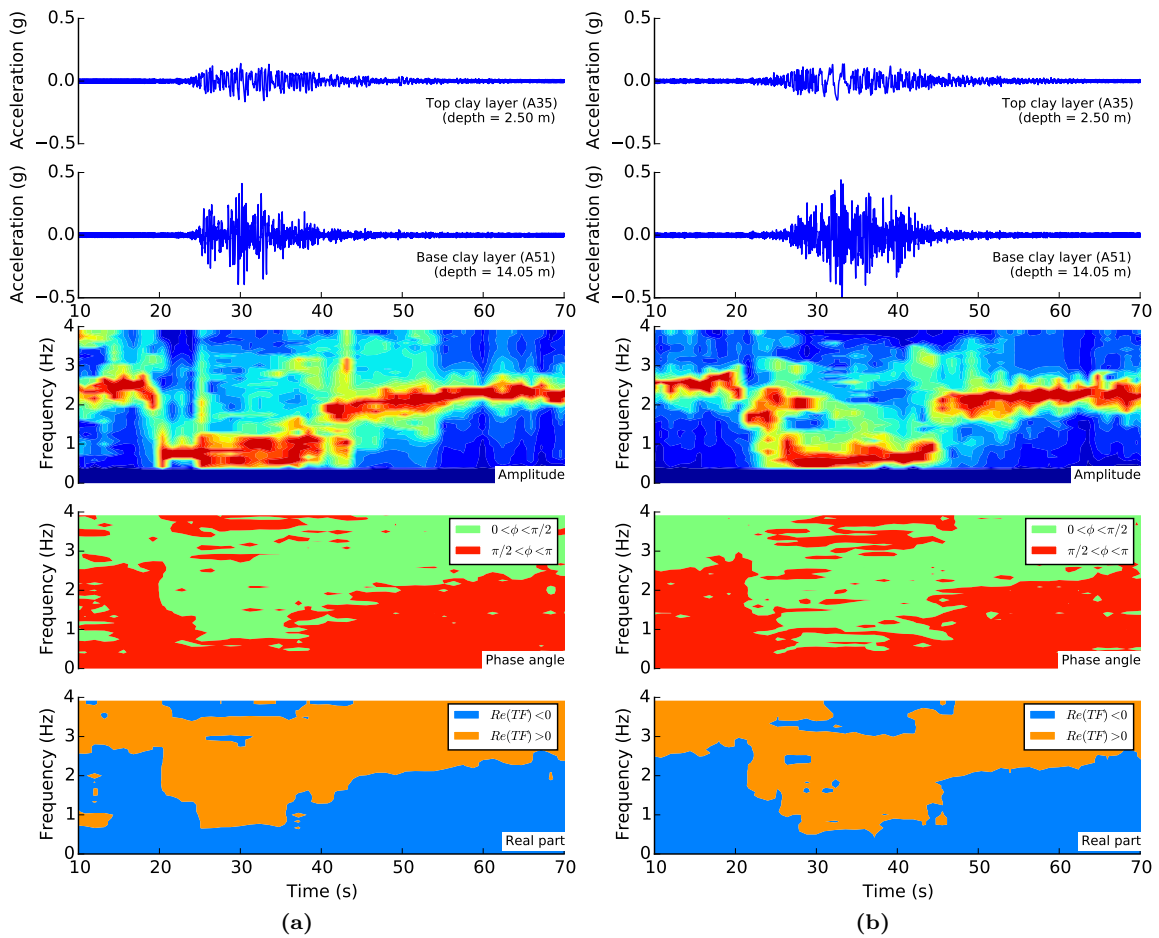 Acceleration (g)
0.5
0.0
−0.5
Top clay layer (A35)
(depth = 2.50 m)
Acceleration (g)
0.5
0.0
−0.5
Base clay layer (A51)
(depth = 14.05 m)
10 20 30 40 50 60 70
Frequency (Hz)
4
3
2
1
0
Amplitude
Frequency (Hz)
4
3
2
1
0
0<ϕ<π/2
π/2<ϕ<π
Phase angle
Frequency (Hz)
4
3
2
1
0
Re(TF)<0
Re(TF)>0
Real part
10 20 30 40 50 60 70
Time (s)
(a)
Acceleration (g)
0.5
0.0
−0.5
Top clay layer (A35)
(depth = 2.50 m)
Acceleration (g)
0.5
0.0
−0.5
Base clay layer (A51)
(depth = 14.05 m)
10 20 30 40 50 60 70
Frequency (Hz)
4
3
2
1
0
Amplitude
Frequency (Hz)
4
3
2
1
0
0<ϕ<π/2
π/2<ϕ<π
Phase angle
Frequency (Hz)
4
3
2
1
0
Re(TF)<0
Re(TF)>0
Real part
10 20 30 40 50 60 70
Time (s)
(b)